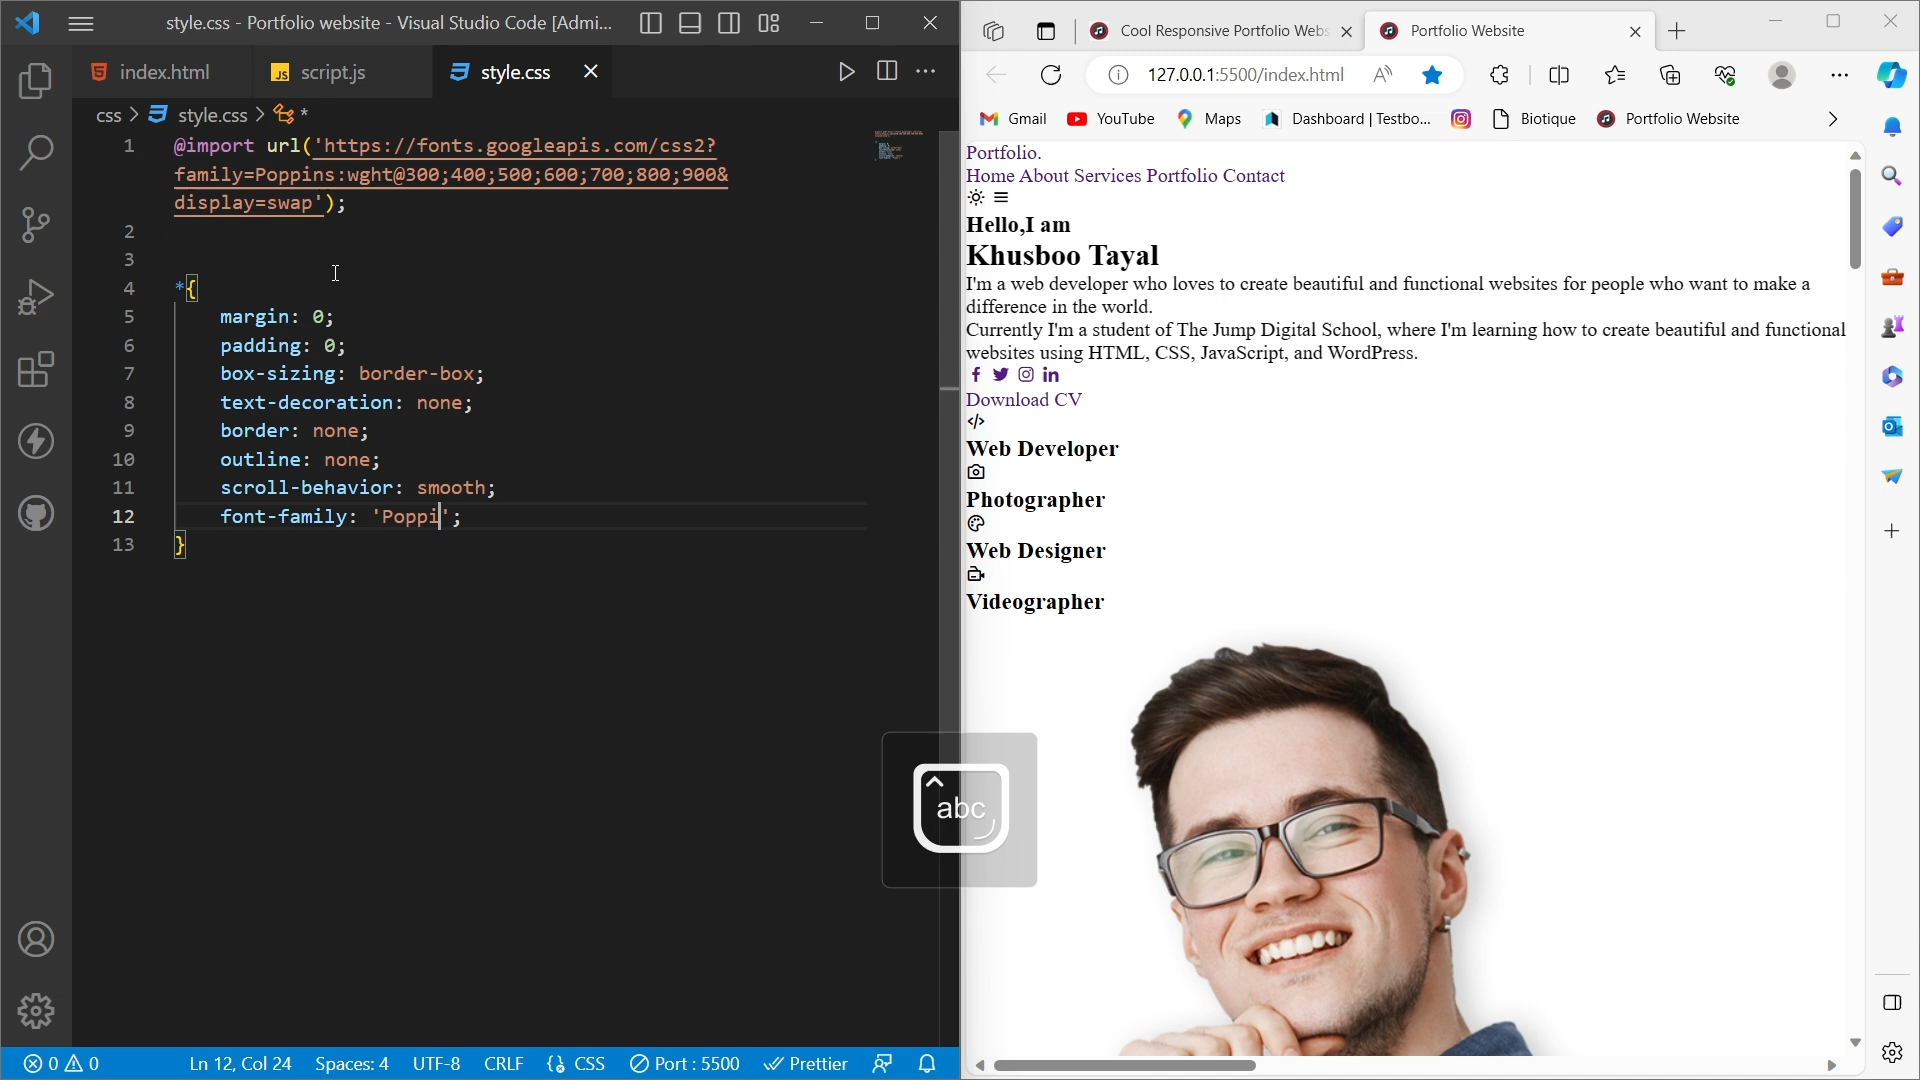 style.css - Portfolio website - Visual Studio Code [Admi...
index.html
JS script.js
style.css
css > style.css > *
1 @import url('https://fonts.googleapis.com/css2?
family=Poppins:wght@300;400;500;600;700;800;900&
display=swap');
2
3
4 *{
5 margin: 0;
6 padding: 0;
7 box-sizing: border-box;
8 text-decoration: none;
9 border: none;
10 outline: none;
11 scroll-behavior: smooth;
12 font-family: 'Poppi';
13 }
0 0
Ln 12, Col 24
Spaces: 4
UTF-8
CRLF
CSS
Port : 5500
Prettier
Cool Responsive Portfolio Webs
Portfolio Website
127.0.0.1:5500/index.html
Gmail
YouTube
Maps
Dashboard | Testbo...
Biotique
Portfolio Website
Portfolio.
Home About Services Portfolio Contact
Hello,I am
Khusboo Tayal
I'm a web developer who loves to create beautiful and functional websites for people who want to make a
difference in the world.
Currently I'm a student of The Jump Digital School, where I'm learning how to create beautiful and functional
websites using HTML, CSS, JavaScript, and WordPress.
Download CV
Web Developer
Photographer
Web Designer
Videographer
abc